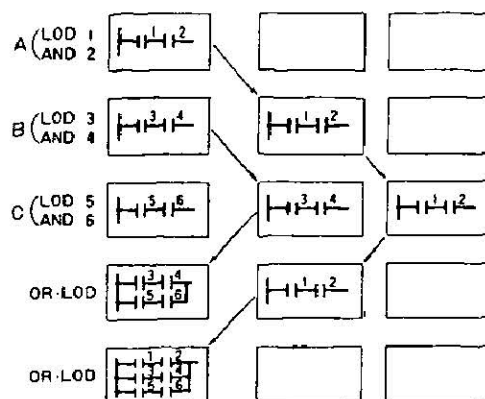 A ( LOD 1
AND 2
1 2
B ( LOD 3
AND 4
3 4
1 2
C ( LOD 5
AND 6
5 6
3 4
1 2
OR·LOD
3 4
5 6
1 2
OR·LOD
1 2
3 4
5 6